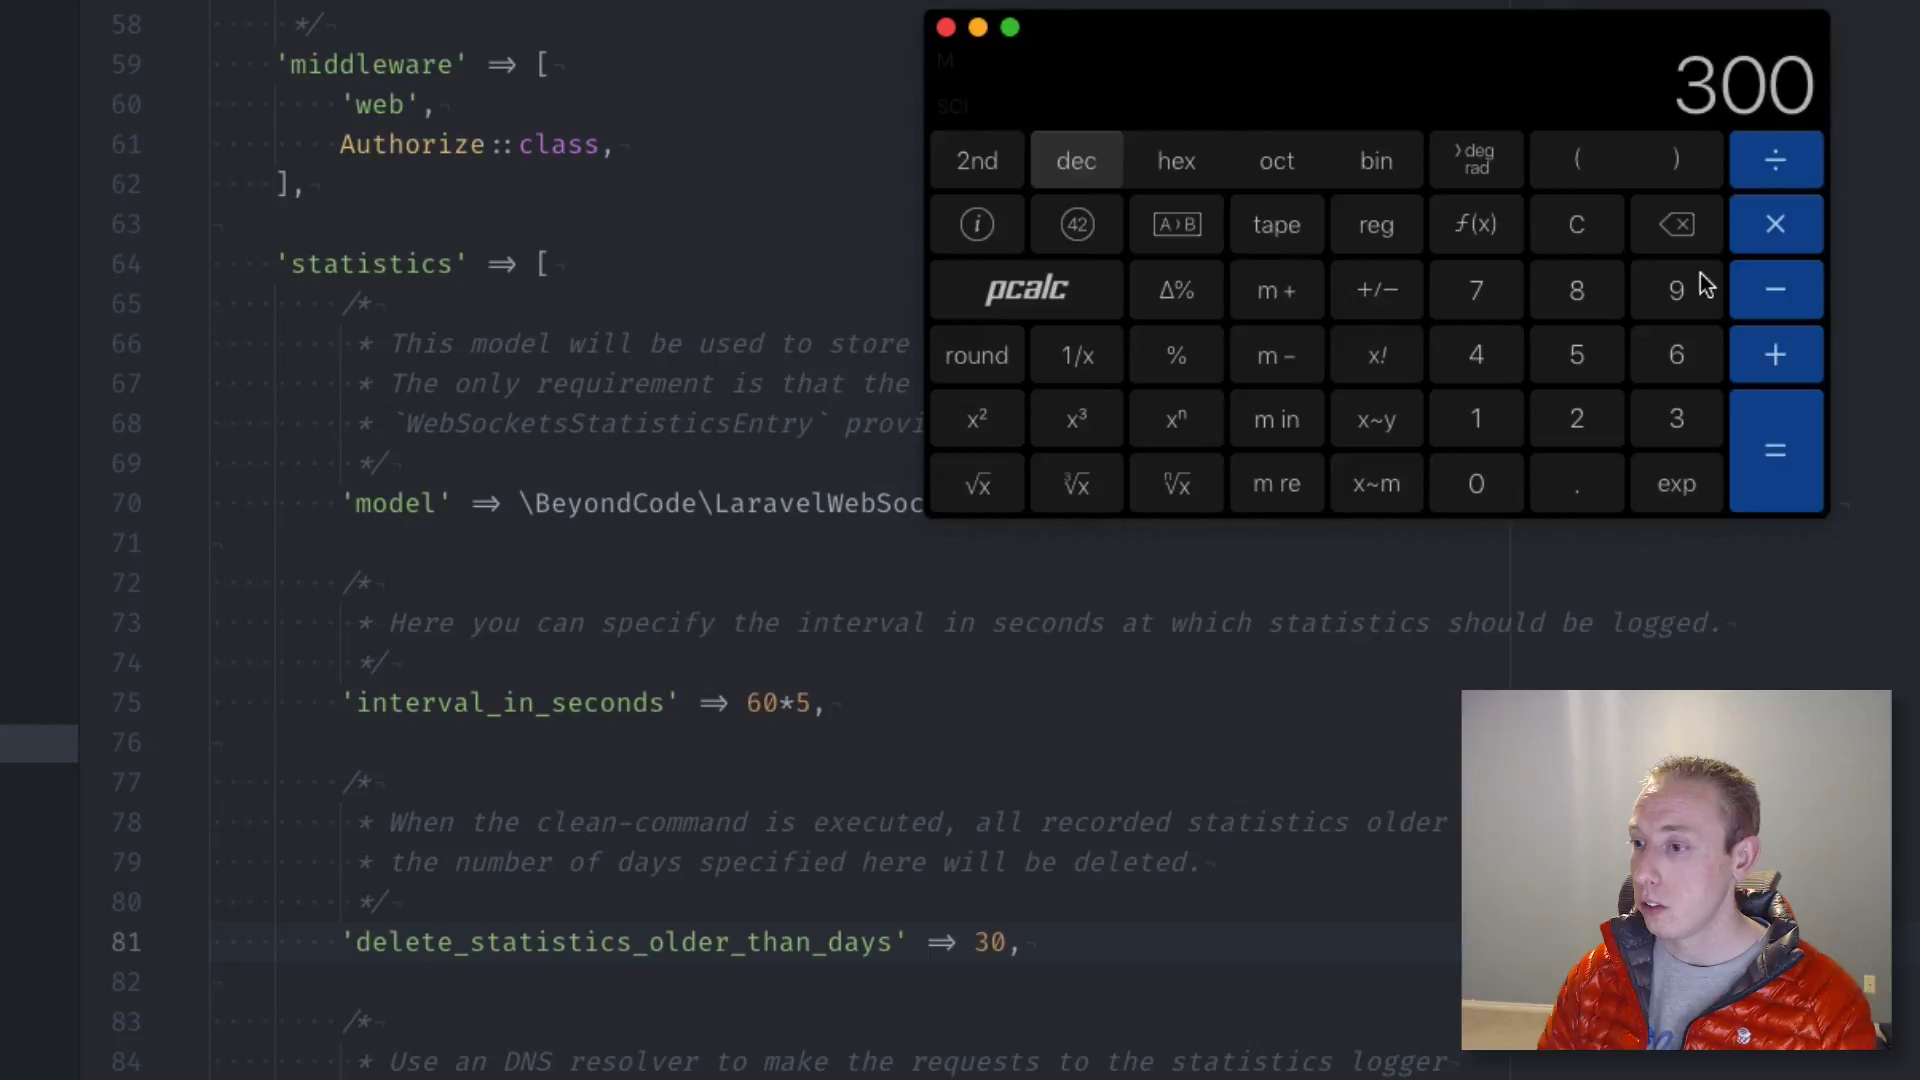 58 */
59 'middleware' => [
60 'web',
61 Authorize::class,
62 ],
63
64 'statistics' => [
65 /*
66 * This model will be used to store
67 * The only requirement is that the
68 * `WebSocketsStatisticsEntry` provi
69 */
70 'model' => \BeyondCode\LaravelWebSoc
71
72 /*
73 * Here you can specify the interval in seconds at which statistics should be logged.
74 */
75 'interval_in_seconds' => 60*5,
76
77 /*
78 * When the clean-command is executed, all recorded statistics older
79 * the number of days specified here will be deleted.
80 */
81 'delete_statistics_older_than_days' => 30,
82
83 /*
84 * Use an DNS resolver to make the requests to the statistics logger
M
SCI
300
2nd dec hex oct bin >deg rad ( ) ÷
i 42 A>B tape reg f(x) C ×
pcalc Δ% m+ +/− 7 8 9 −
round 1/x % m− x! 4 5 6 +
x² x³ xⁿ m in x~y 1 2 3 =
√x ³√x ⁿ√x m re x~m 0 . exp